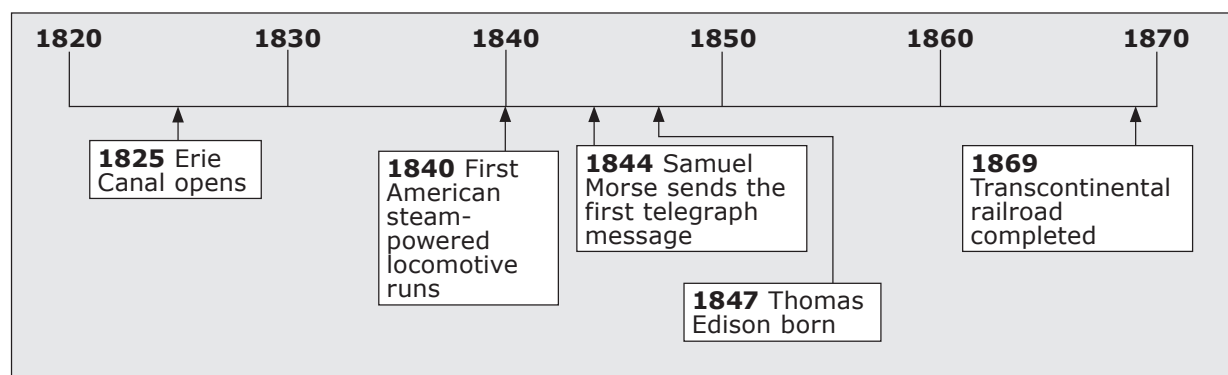 1820 1830 1840 1850 1860 1870
1825 Erie
Canal opens
1840 First
American
steam-
powered
locomotive
runs
1844 Samuel
Morse sends the
first telegraph
message
1847 Thomas
Edison born
1869
Transcontinental
railroad
completed